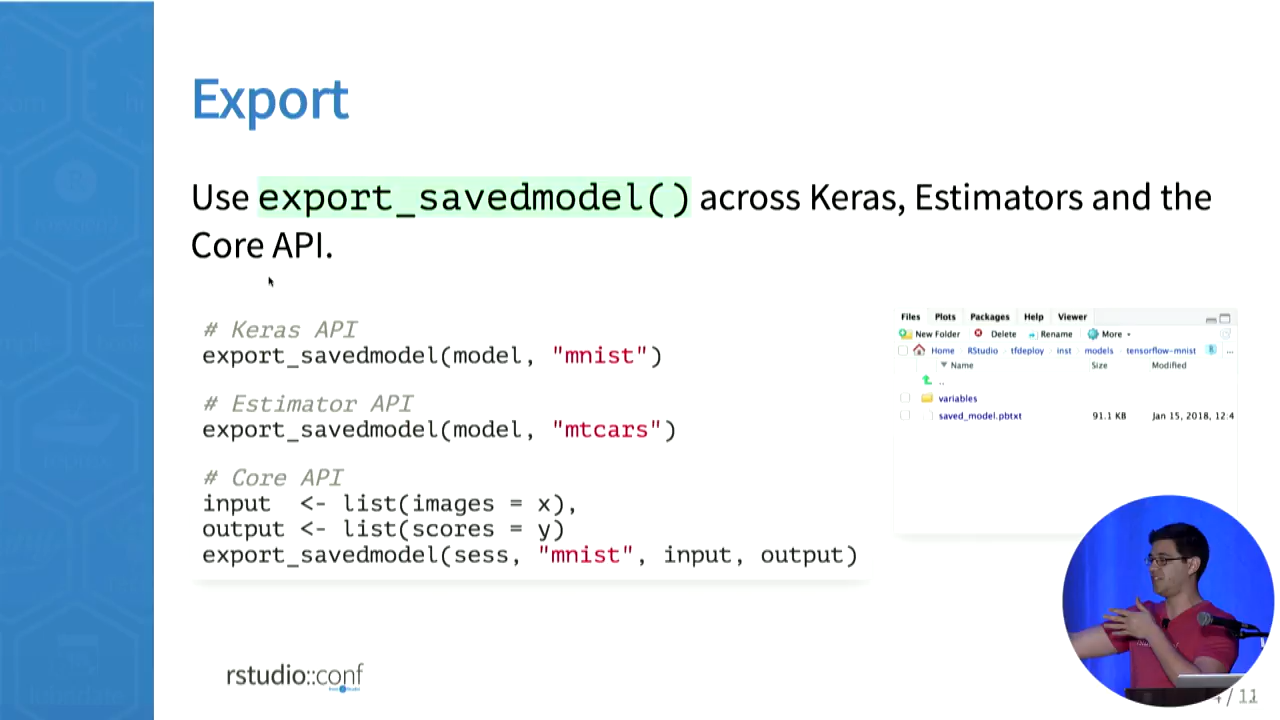 Export
Use export_savedmodel() across Keras, Estimators and the
Core API.
# Keras API
export_savedmodel(model, "mnist")
# Estimator API
export_savedmodel(model, "mtcars")
# Core API
input <- list(images = x),
output <- list(scores = y)
export_savedmodel(sess, "mnist", input, output)
Files Plots Packages Help Viewer
New Folder Delete Rename More
Home RStudio tfdeploy inst models tensorflow-mnist R ...
Name Size Modified
..
variables
saved_model.pbtxt 91.1 KB Jan 15, 2018, 12:4
rstudio::conf
/ 11